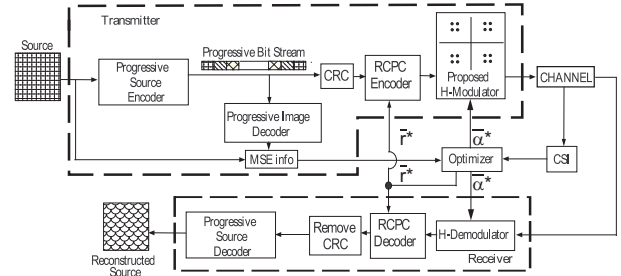 Transmitter
Source
Progressive Bit Stream
Progressive
Source
Encoder
CRC
RCPC
Encoder
Proposed
H-Modulator
CHANNEL
Progressive Image
Decoder
MSE info
r̄*
ᾱ*
Optimizer
CSI
r̄*
ᾱ*
Reconstructed
Source
Progressive
Source
Decoder
Remove
CRC
RCPC
Decoder
H-Demodulator
Receiver